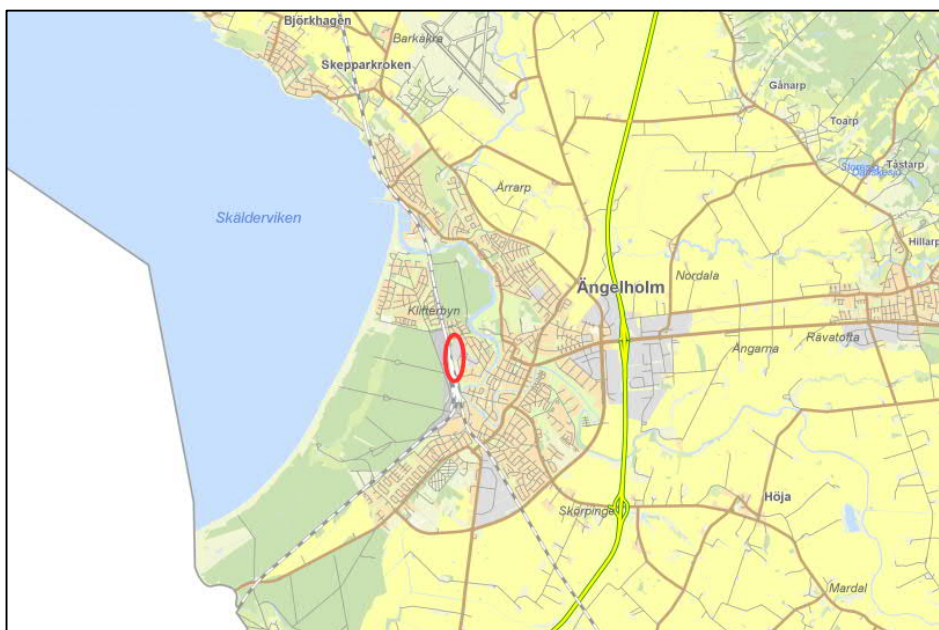 Björkhagen
Barkåkra
Skepparkroken
Gånarp
Toarp
Tåstarp
Ärrarp
Skälderviken
Hillarp
Nordala
Ängelholm
Klitterbyn
Rävatofta
Ängarna
Höja
Skörpinge
Mardal